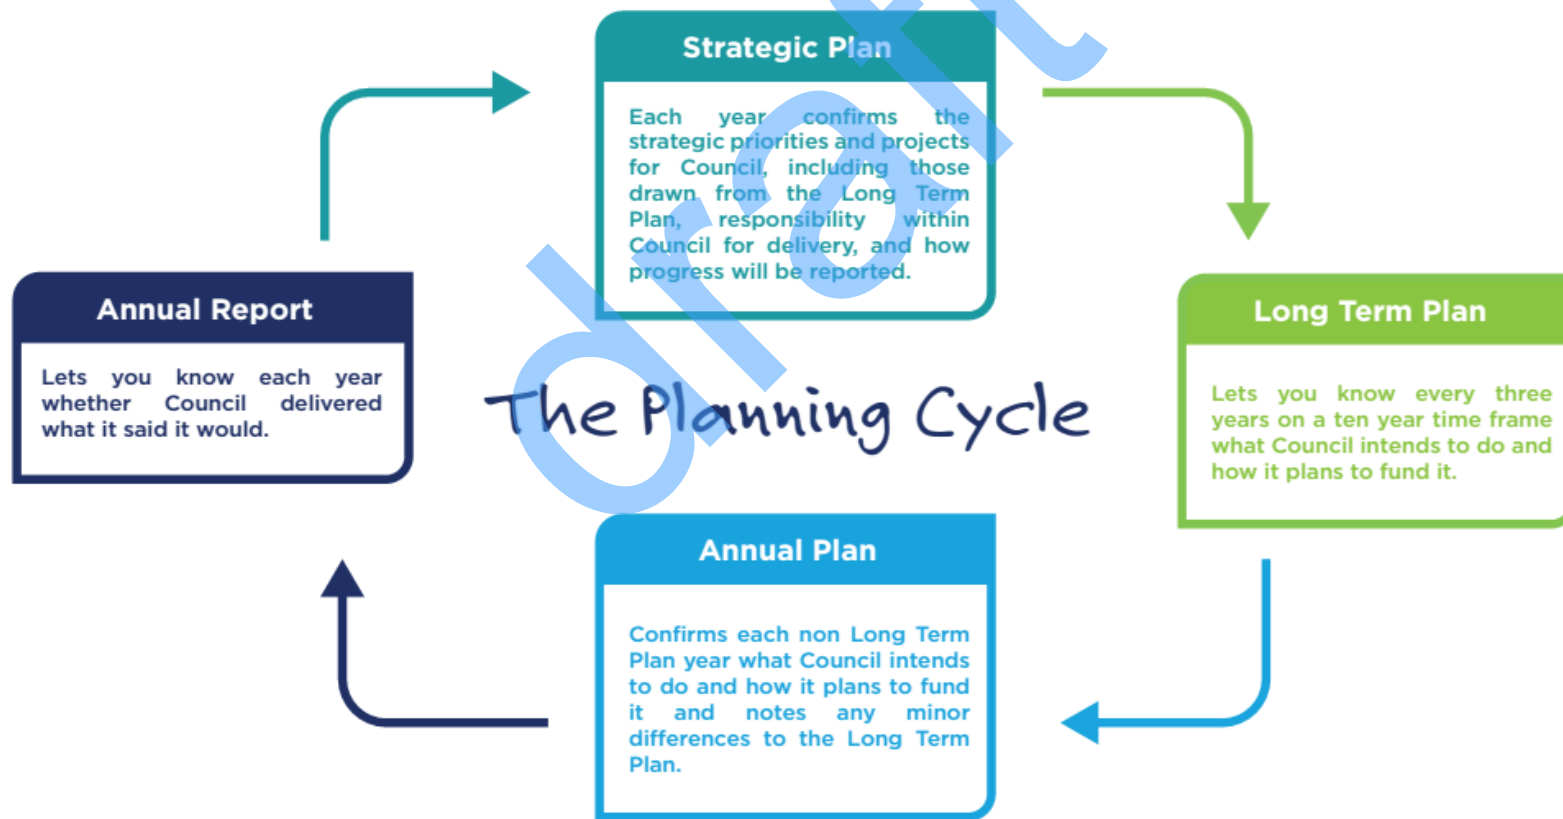 Strategic Plan
Each year confirms the
strategic priorities and projects
for Council, including those
drawn from the Long Term
Plan, responsibility within
Council for delivery, and how
progress will be reported.
Annual Report
Lets you know each year
whether Council delivered
what it said it would.
The Planning Cycle
Long Term Plan
Lets you know every three
years on a ten year time frame
what Council intends to do and
how it plans to fund it.
Annual Plan
Confirms each non Long Term
Plan year what Council intends
to do and how it plans to fund
it and notes any minor
differences to the Long Term
Plan.
draft